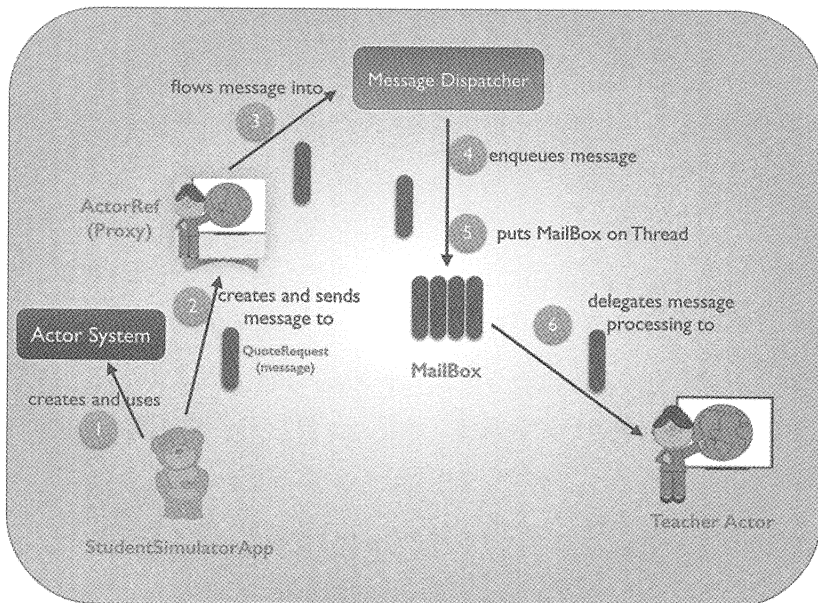 Message Dispatcher
flows message into
3
4
enqueues message
ActorRef
(Proxy)
5
puts MailBox on Thread
2
creates and sends
message to
Actor System
QuoteRequest
(message)
MailBox
6
delegates message
processing to
creates and uses
1
StudentSimulatorApp
Teacher Actor